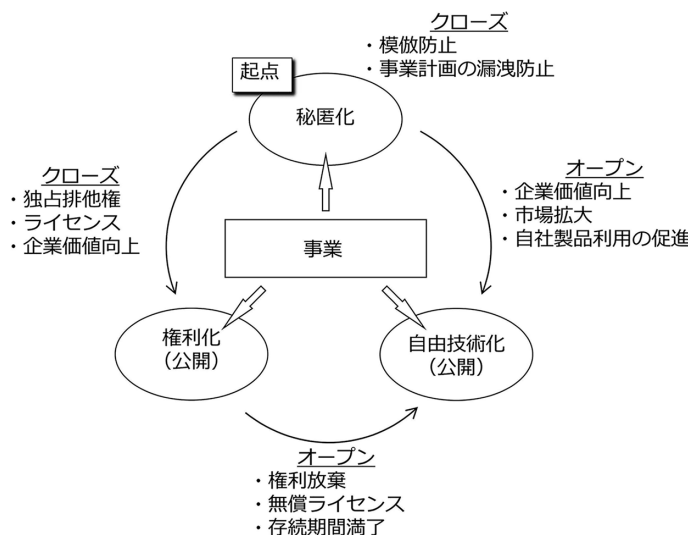 クローズ
・模倣防止
・事業計画の漏洩防止
起点
秘匿化
クローズ
・独占排他権
・ライセンス
・企業価値向上
オープン
・企業価値向上
・市場拡大
・自社製品利用の促進
事業
権利化
（公開）
自由技術化
（公開）
オープン
・権利放棄
・無償ライセンス
・存続期間満了